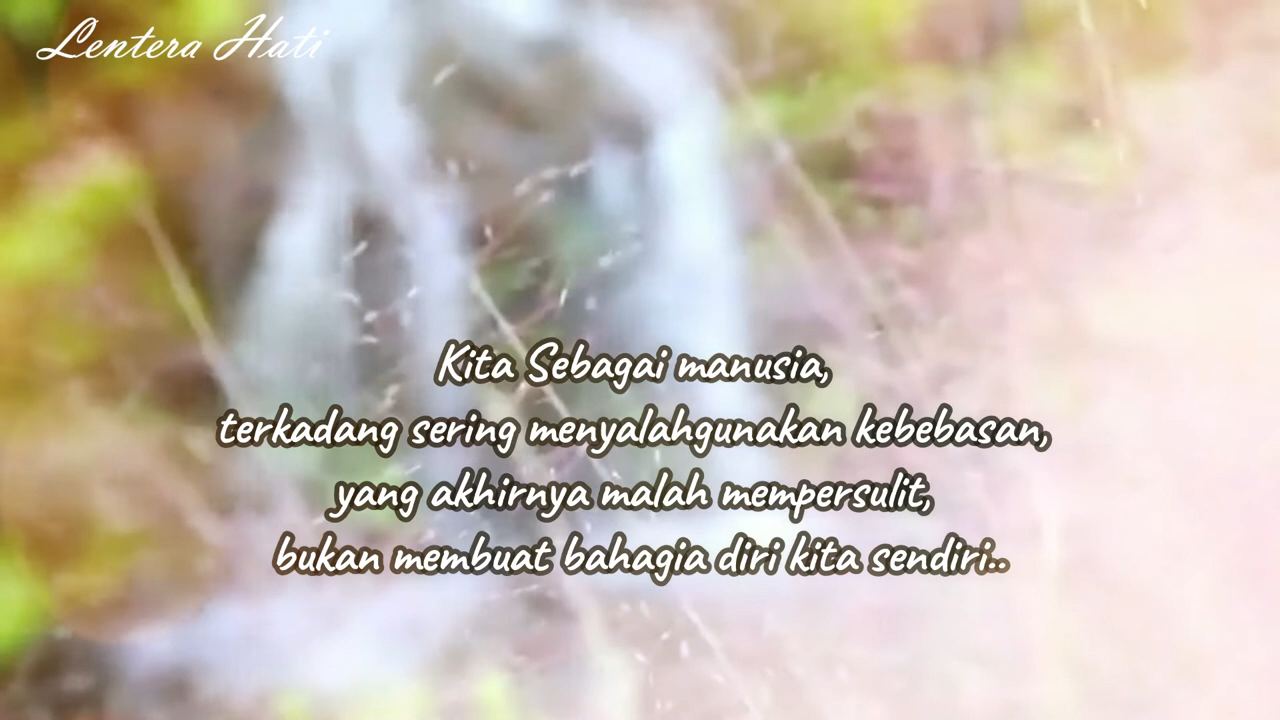 Lentera Hati
Kita Sebagai manusia,
terkadang sering menyalahgunakan kebebasan,
yang akhirnya malah mempersulit,
bukan membuat bahagia diri kita sendiri..